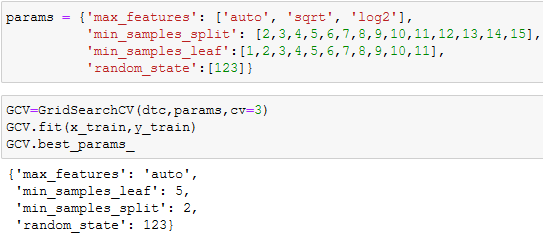 params = {'max_features': ['auto', 'sqrt', 'log2'],
'min_samples_split': [2,3,4,5,6,7,8,9,10,11,12,13,14,15],
'min_samples_leaf':[1,2,3,4,5,6,7,8,9,10,11],
'random_state':[123]}
GCV=GridSearchCV(dtc,params,cv=3)
GCV.fit(x_train,y_train)
GCV.best_params_
{'max_features': 'auto',
'min_samples_leaf': 5,
'min_samples_split': 2,
'random_state': 123}